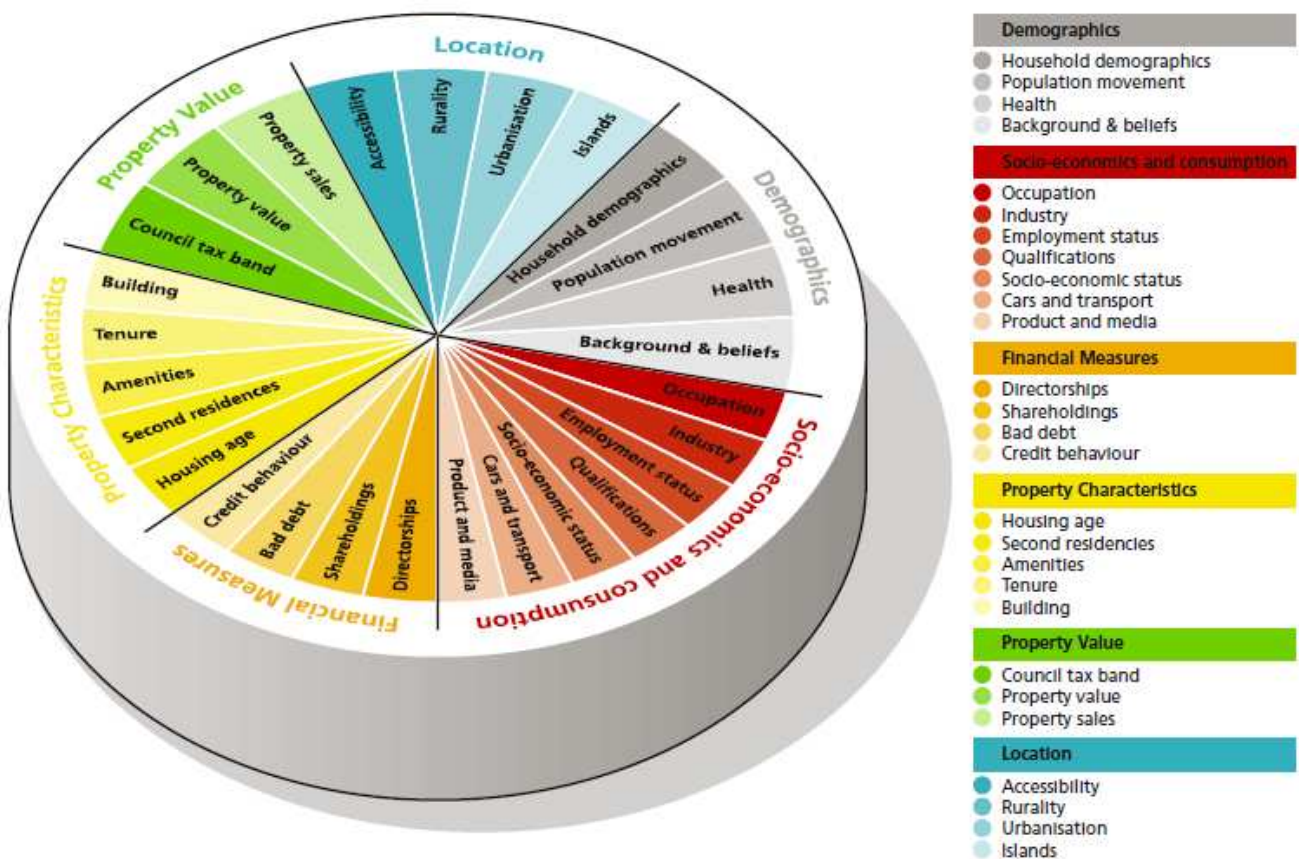 Location
Accessibility
Rurality
Urbanisation
Islands
Demographics
Household demographics
Population movement
Health
Background & beliefs
Socio-economics and consumption
Occupation
Industry
Employment status
Qualifications
Socio-economic status
Cars and transport
Product and media
Financial Measures
Directorships
Shareholdings
Bad debt
Credit behaviour
Property Characteristics
Housing age
Second residences
Amenities
Tenure
Building
Property Value
Council tax band
Property value
Property sales
Demographics
Household demographics
Population movement
Health
Background & beliefs
Socio-economics and consumption
Occupation
Industry
Employment status
Qualifications
Socio-economic status
Cars and transport
Product and media
Financial Measures
Directorships
Shareholdings
Bad debt
Credit behaviour
Property Characteristics
Housing age
Second residencies
Amenities
Tenure
Building
Property Value
Council tax band
Property value
Property sales
Location
Accessibility
Rurality
Urbanisation
Islands